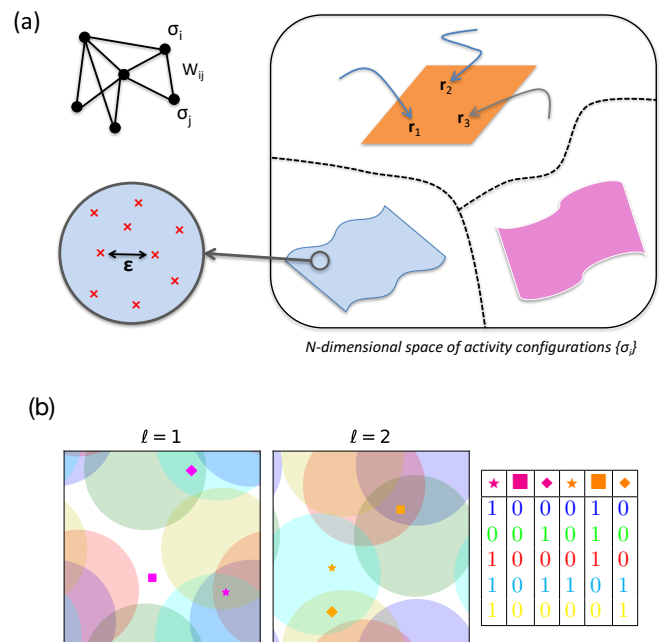 (a)
σi
Wij
σj
r2
r1
r3
ε
N-dimensional space of activity configurations {σi}
(b)
ℓ = 1
ℓ = 2
★ ■ ◆ ★ ■ ◆
1 0 0 0 1 0
0 0 1 0 1 0
1 0 0 0 1 0
1 0 1 1 0 1
1 0 0 0 0 1